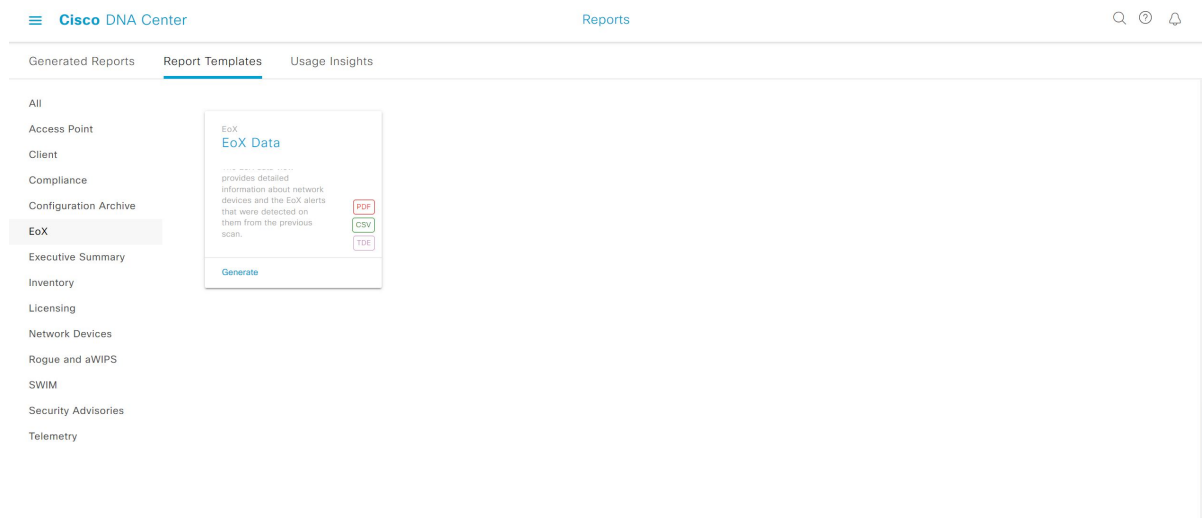 Cisco DNA Center
Reports
Generated Reports
Report Templates
Usage Insights
All
Access Point
Client
Compliance
Configuration Archive
EoX
Executive Summary
Inventory
Licensing
Network Devices
Rogue and aWIPS
SWIM
Security Advisories
Telemetry
EoX
EoX Data
provides detailed
information about network
devices and the EoX alerts
that were detected on
them from the previous
scan.
PDF
CSV
TDE
Generate